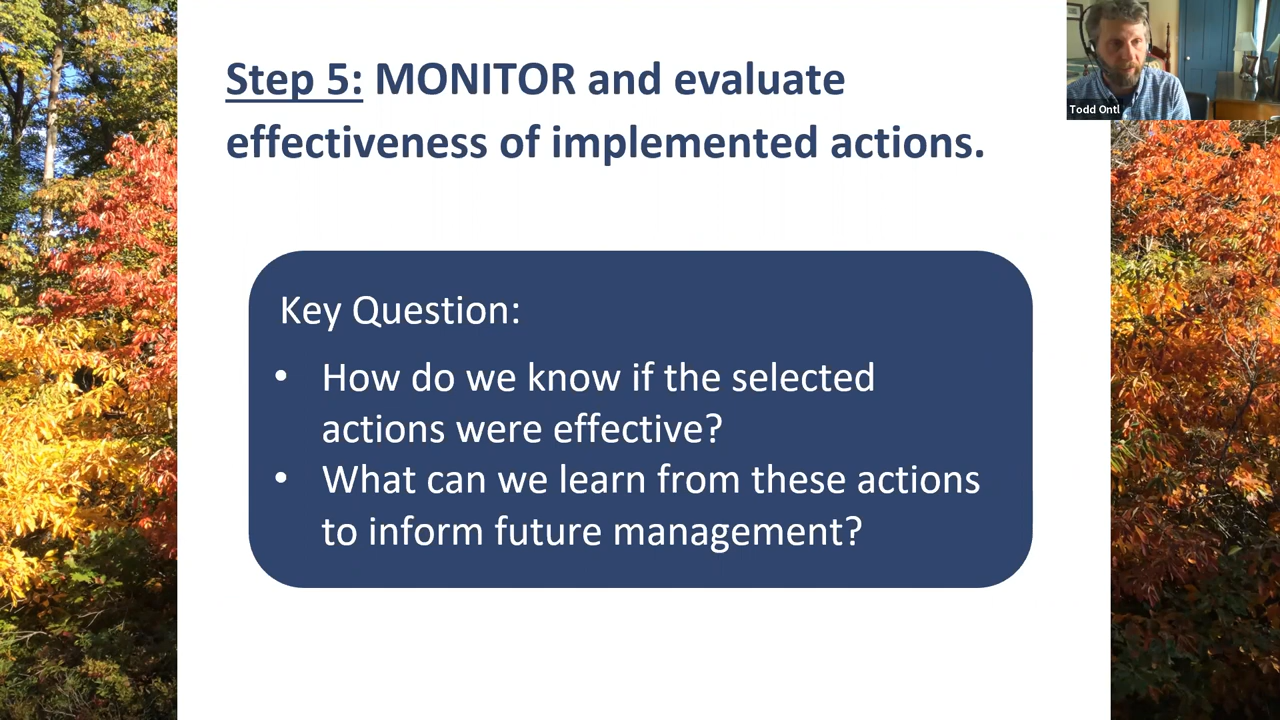 Step 5: MONITOR and evaluate
effectiveness of implemented actions.
Todd Ontl
Key Question:
• How do we know if the selected
actions were effective?
• What can we learn from these actions
to inform future management?